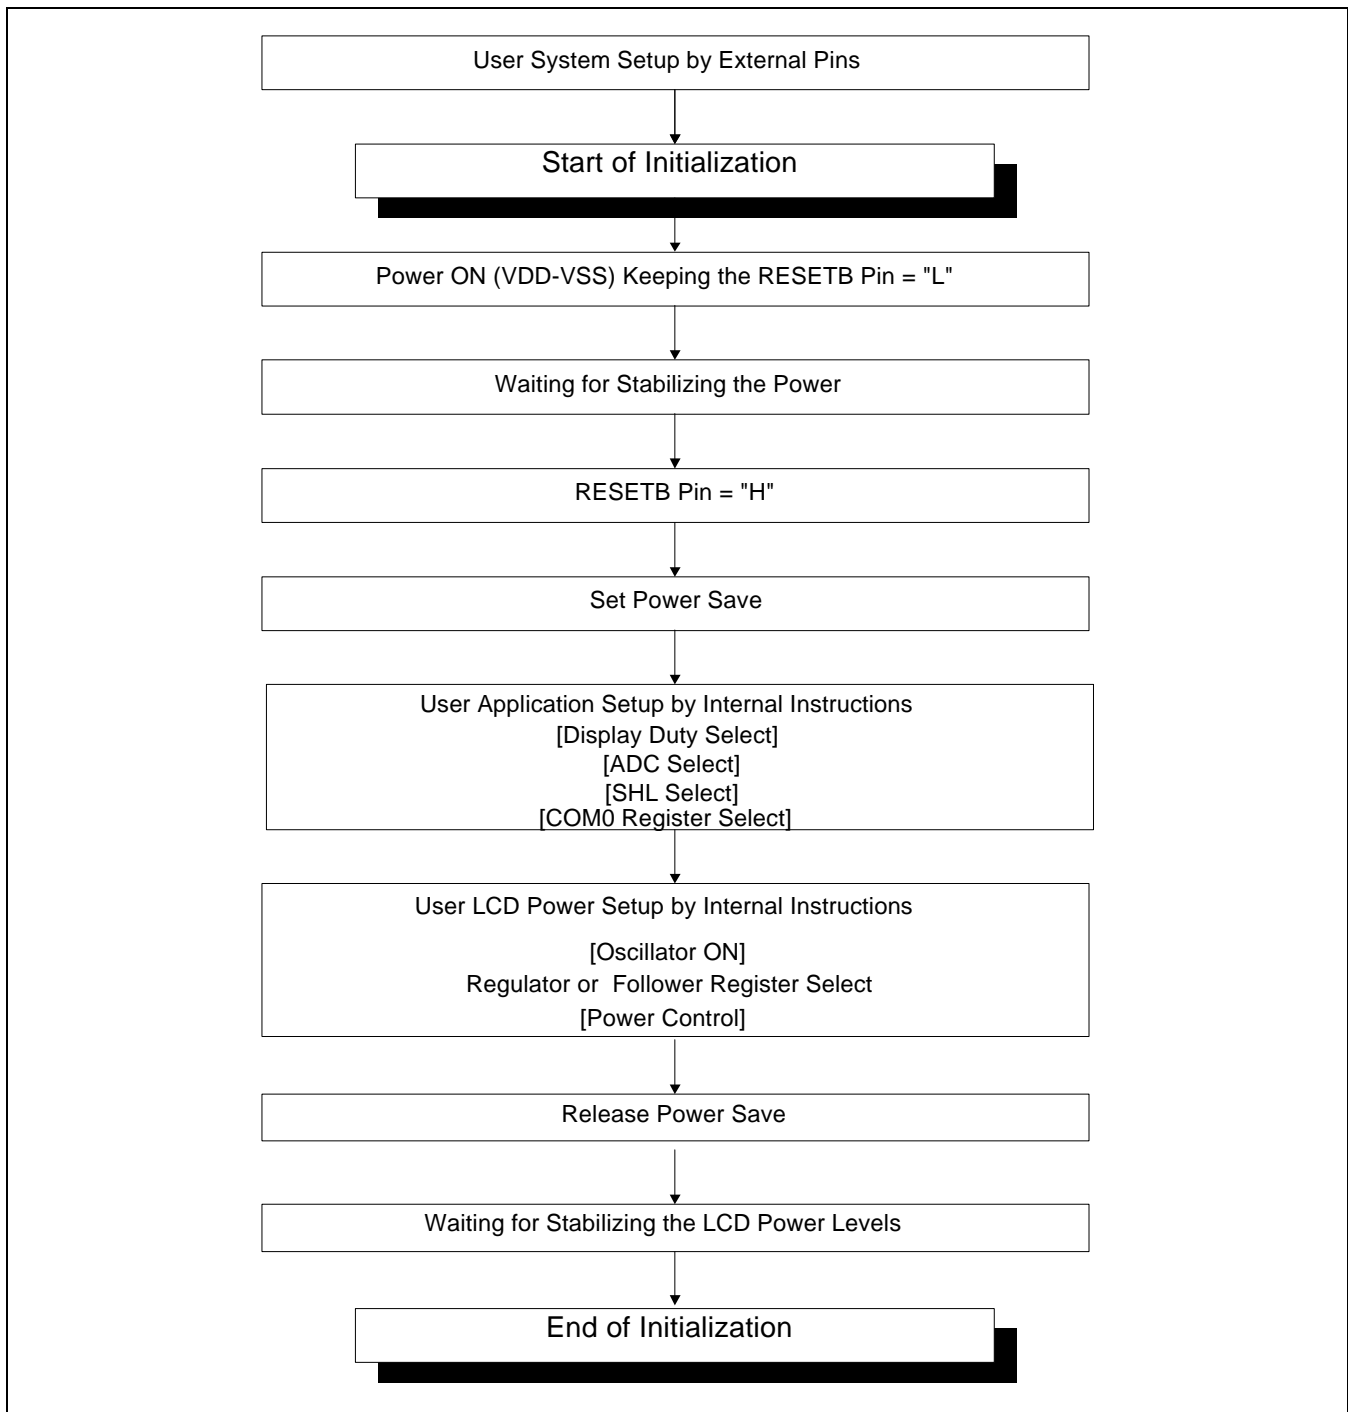 User System Setup by External Pins
Start of Initialization
Power ON (VDD-VSS) Keeping the RESETB Pin = "L"
Waiting for Stabilizing the Power
RESETB Pin = "H"
Set Power Save
User Application Setup by Internal Instructions
[Display Duty Select]
[ADC Select]
[SHL Select]
[COM0 Register Select]
User LCD Power Setup by Internal Instructions
[Oscillator ON]
Regulator or Follower Register Select
[Power Control]
Release Power Save
Waiting for Stabilizing the LCD Power Levels
End of Initialization